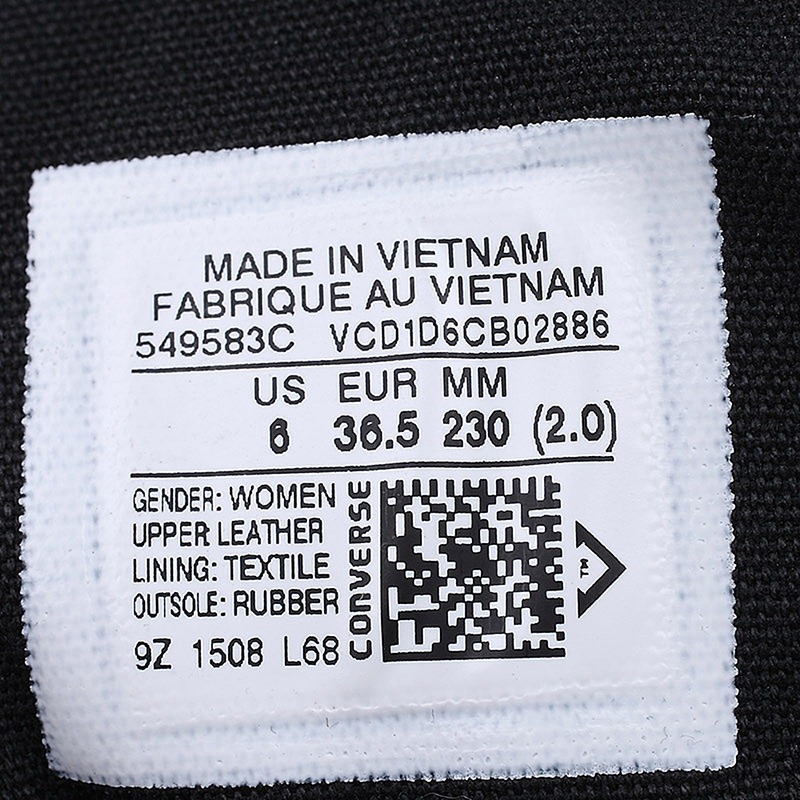 MADE IN VIETNAM
FABRIQUE AU VIETNAM
549583C VCD1D6CB02886
US EUR MM
6 36.5 230 (2.0)
GENDER: WOMEN
UPPER LEATHER
LINING: TEXTILE
OUTSOLE: RUBBER
9Z 1508 L68
CONVERSE
TM